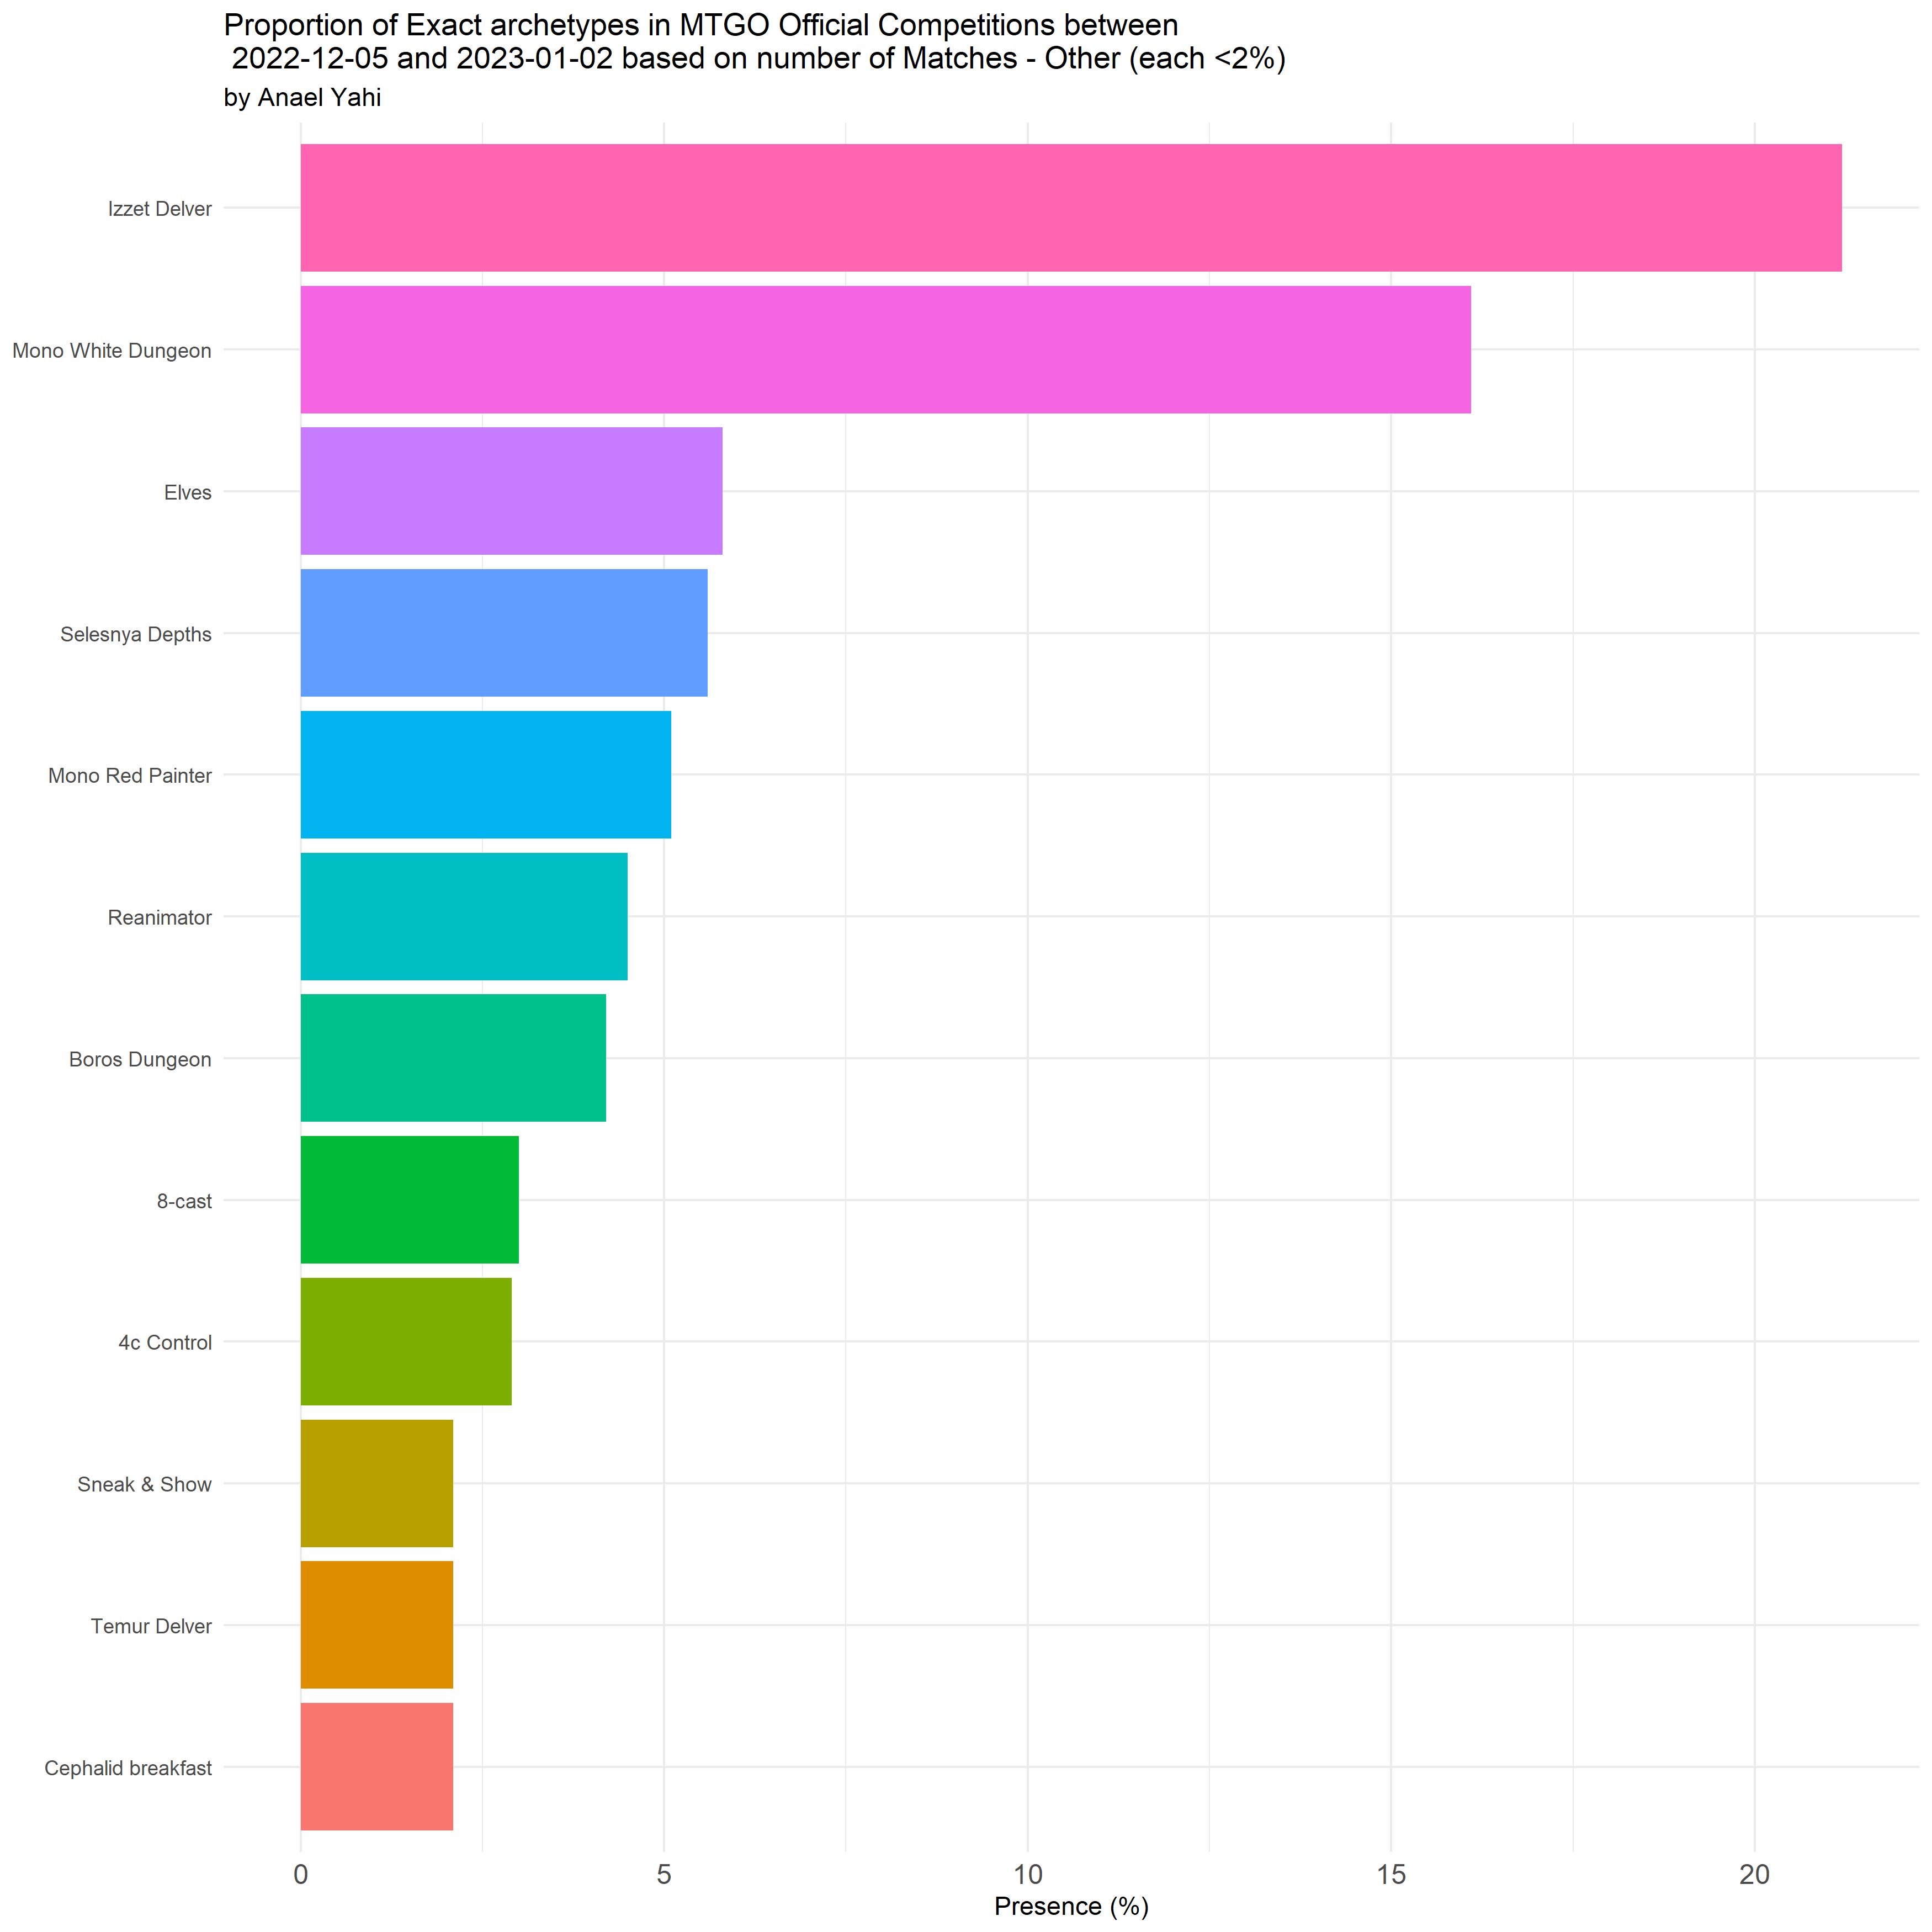 Proportion of Exact archetypes in MTGO Official Competitions between
2022-12-05 and 2023-01-02 based on number of Matches - Other (each <2%)
by Anael Yahi
Izzet Delver
Mono White Dungeon
Elves
Selesnya Depths
Mono Red Painter
Reanimator
Boros Dungeon
8-cast
4c Control
Sneak & Show
Temur Delver
Cephalid breakfast
0 5 10 15 20
Presence (%)